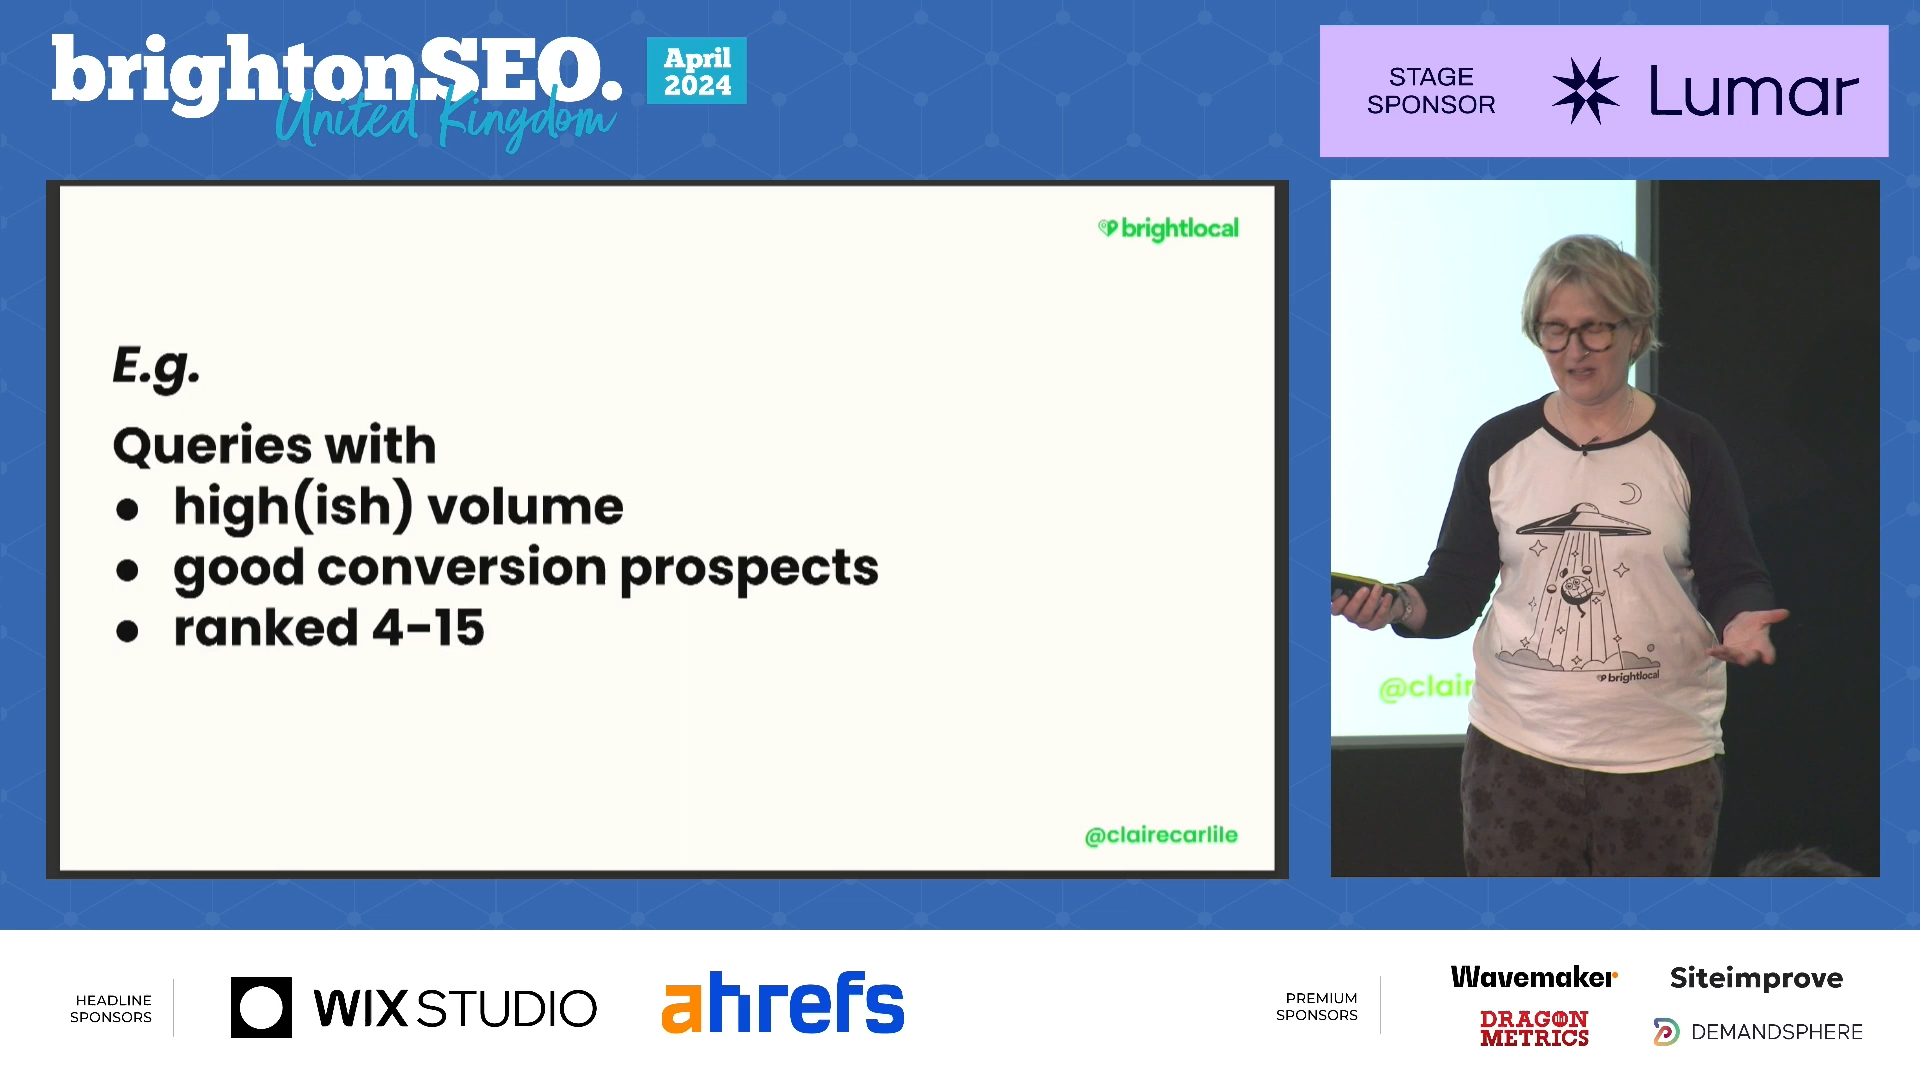 brightonSEO.
United Kingdom
April
2024
STAGE
SPONSOR
Lumar
brightlocal
E.g.
Queries with
● high(ish) volume
● good conversion prospects
● ranked 4-15
@clairecarlile
@clair
brightlocal
HEADLINE
SPONSORS
WIX STUDIO
ahrefs
PREMIUM
SPONSORS
Wavemaker
Siteimprove
DRAGON
METRICS
DEMANDSPHERE